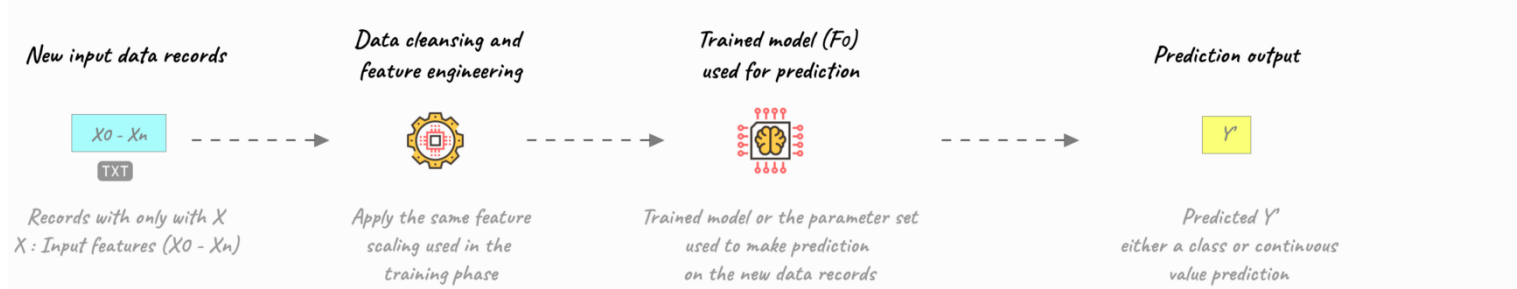 New input data records
X0 - Xn
TXT
Records with only with X
X : Input features (X0 - Xn)
Data cleansing and
feature engineering
Apply the same feature
scaling used in the
training phase
Trained model (F0)
used for prediction
Trained model or the parameter set
used to make prediction
on the new data records
Prediction output
Y'
Predicted Y'
either a class or continuous
value prediction